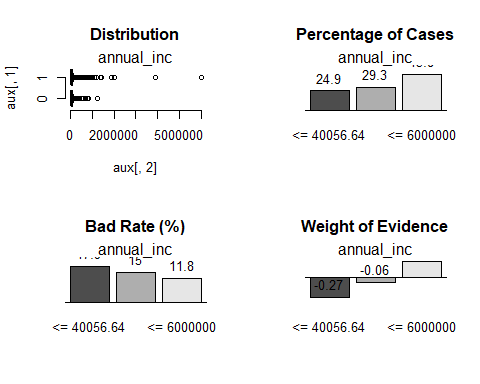 Distribution
annual_inc
aux[, 1]
1
0
0 2000000 5000000
aux[, 2]
Percentage of Cases
annual_inc
24.9 29.3
<= 40056.64 <= 6000000
Bad Rate (%)
annual_inc
15 11.8
<= 40056.64 <= 6000000
Weight of Evidence
annual_inc
-0.27 -0.06
<= 40056.64 <= 6000000